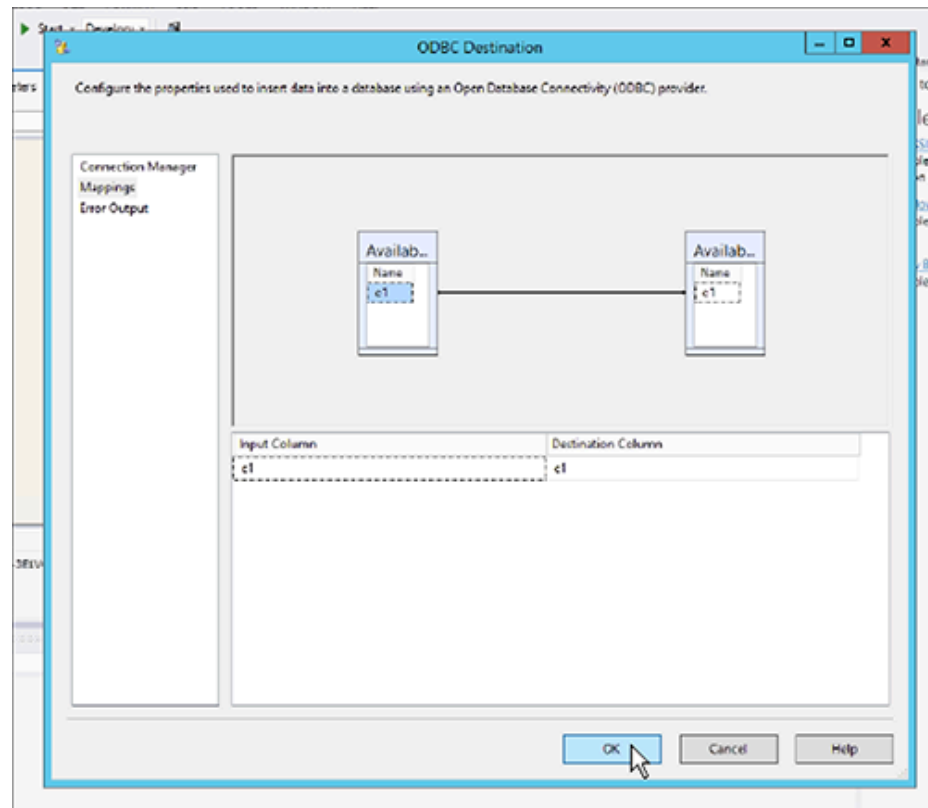 Start Develop
ODBC Destination
Configure the properties used to insert data into a database using an Open Database Connectivity (ODBC) provider.
Connection Manager
Mappings
Error Output
Availab...
Name
c1
Availab...
Name
c1
Input Column Destination Column
c1 c1
OK Cancel Help